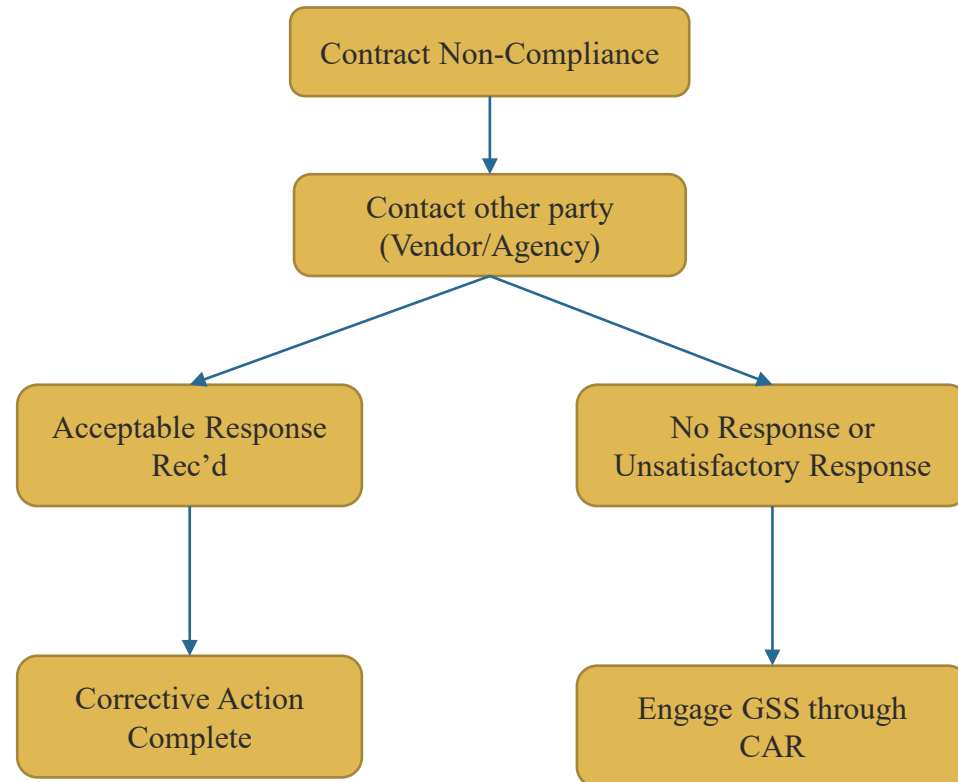 Contract Non-Compliance
Contact other party
(Vendor/Agency)
Acceptable Response
Rec’d
No Response or
Unsatisfactory Response
Corrective Action
Complete
Engage GSS through
CAR